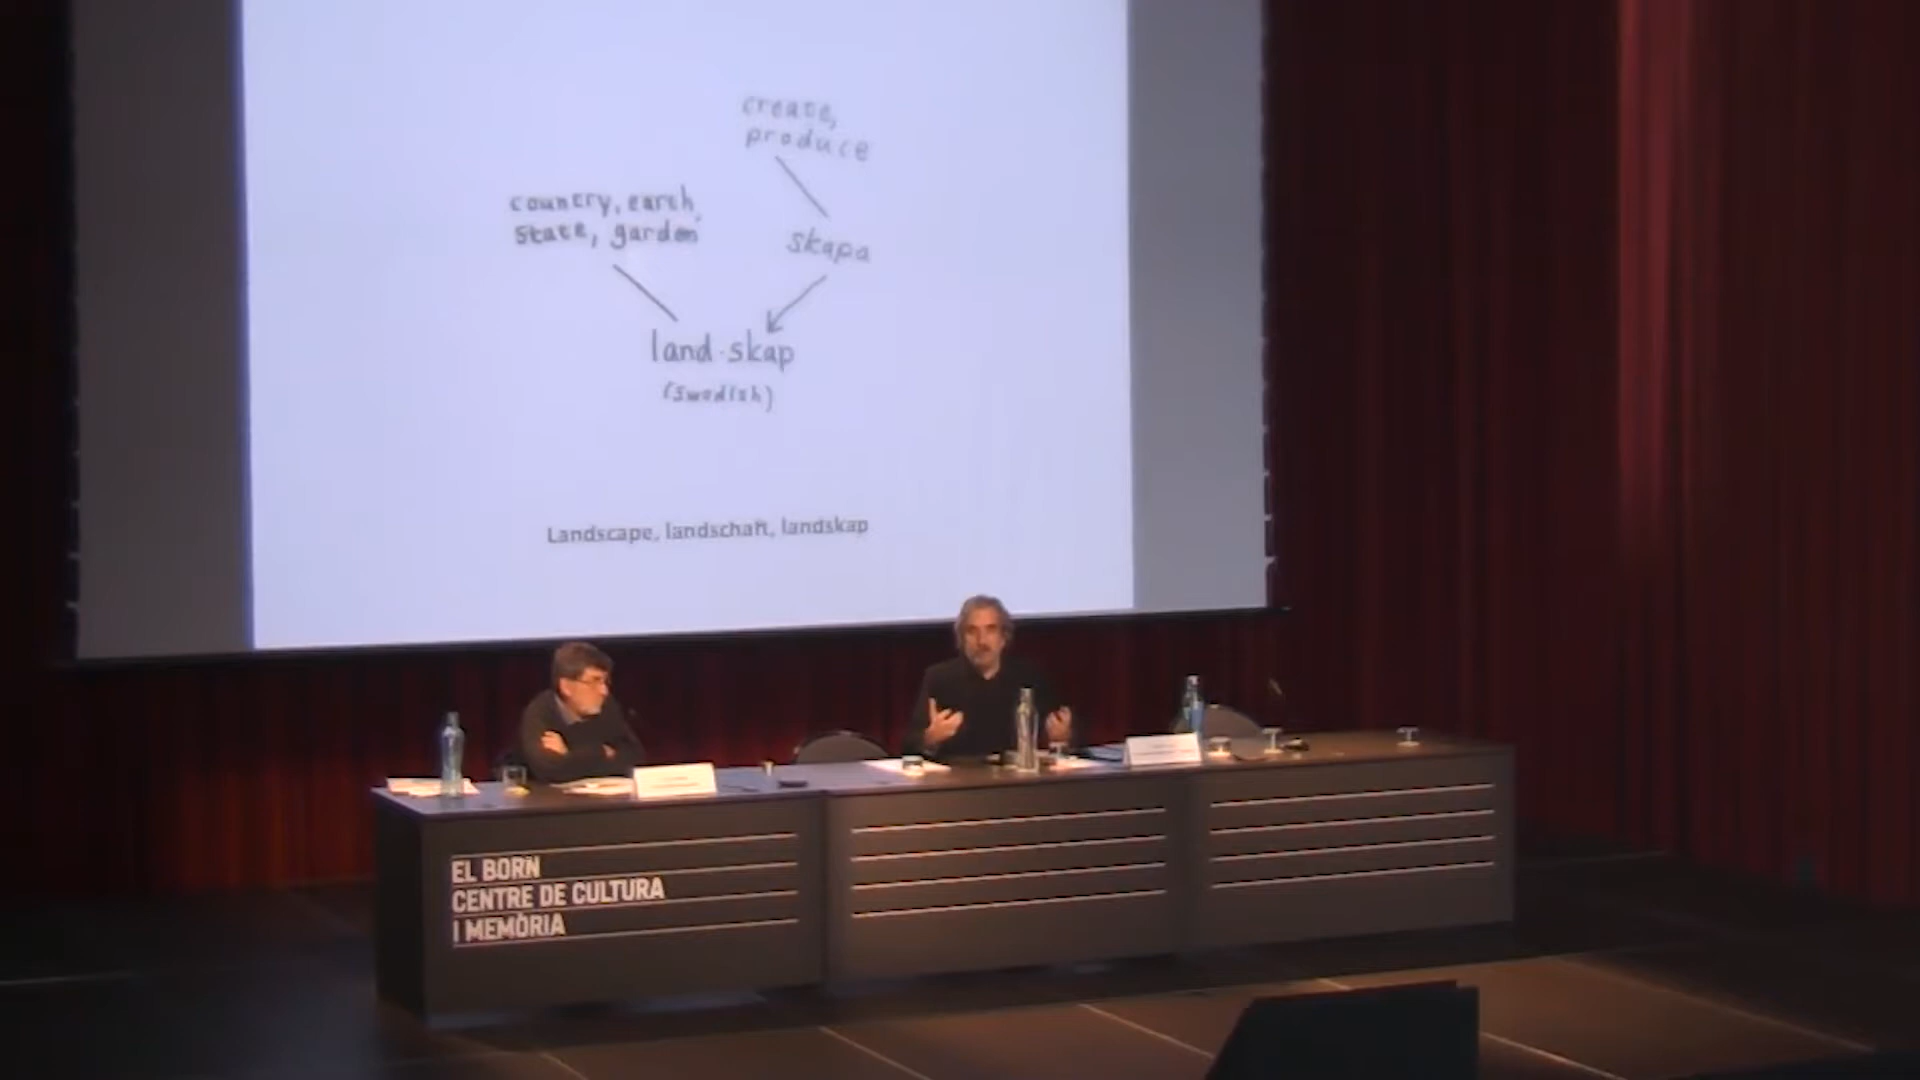 create,
produce
country, earth,
state, garden
skapa
land-skap
(Swedish)
Landscape, landschaft, landskap
EL BORN
CENTRE DE CULTURA
I MEMÒRIA